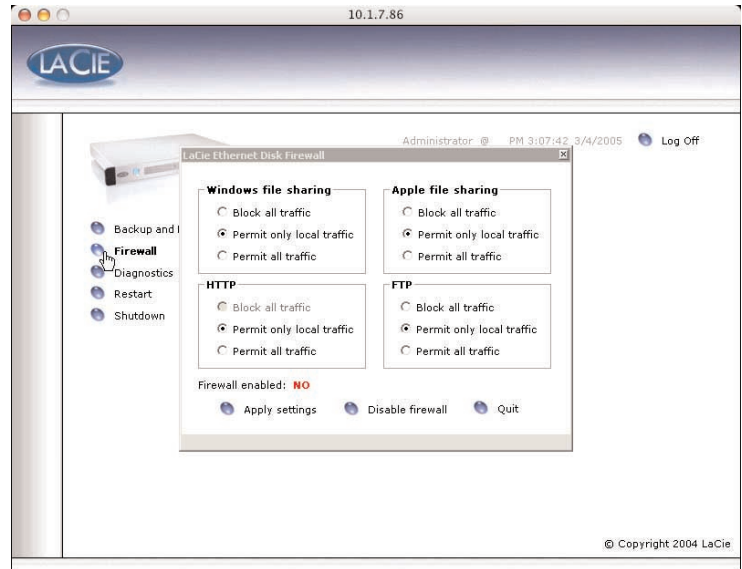 10.1.7.86
LACIE
Administrator @ PM 3:07:42 3/4/2005 Log Off
LaCie Ethernet Disk Firewall
Windows file sharing Apple file sharing
Block all traffic Block all traffic
Permit only local traffic Permit only local traffic
Permit all traffic Permit all traffic
HTTP FTP
Block all traffic Block all traffic
Permit only local traffic Permit only local traffic
Permit all traffic Permit all traffic
Firewall enabled: NO
Apply settings Disable firewall Quit
Backup and
Firewall
Diagnostics
Restart
Shutdown
© Copyright 2004 LaCie